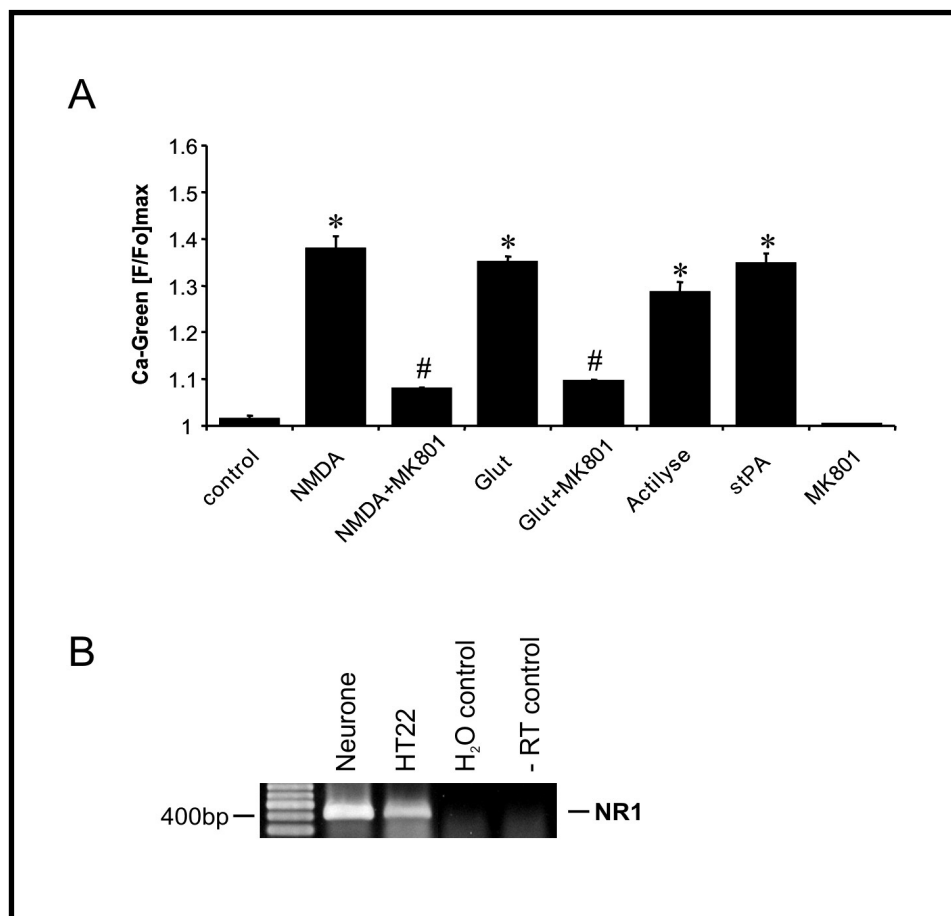 A
Ca-Green [F/Fo]max
1.6
1.5
1.4
1.3
1.2
1.1
1
*
*
*
*
#
#
control
NMDA
NMDA+MK801
Glut
Glut+MK801
Actilyse
stPA
MK801
B
Neurone
HT22
H₂O control
- RT control
400bp
NR1